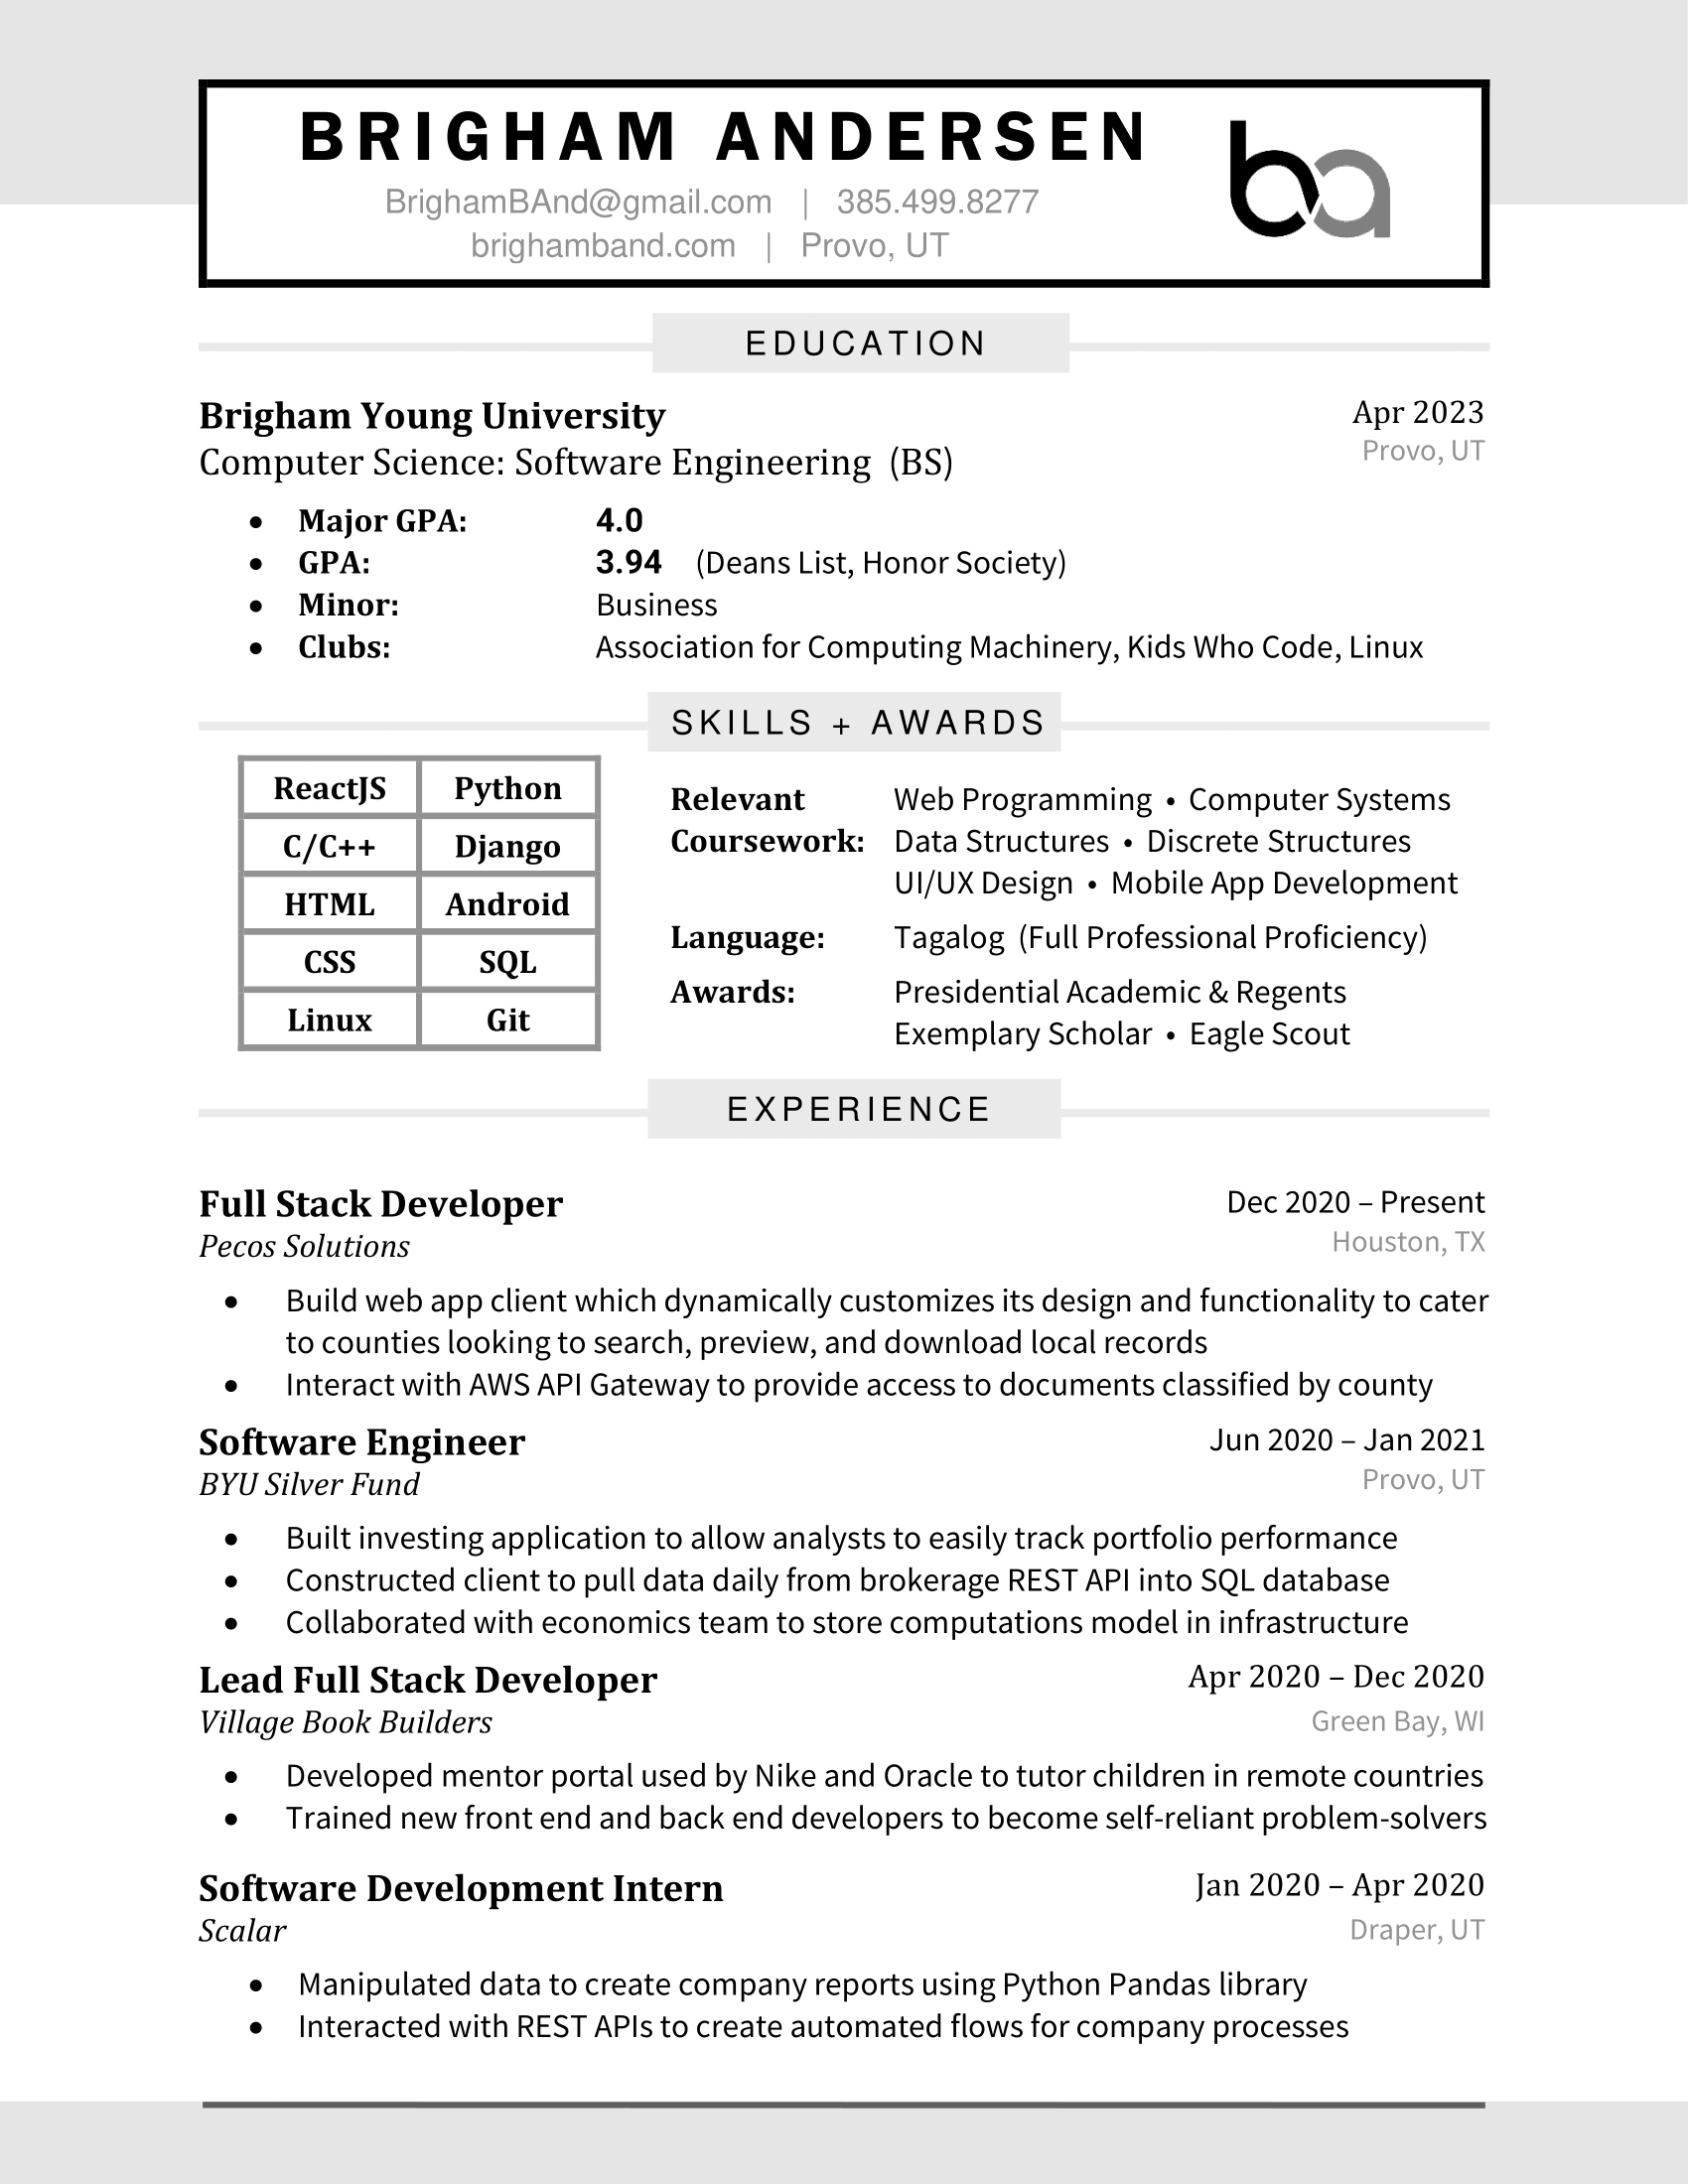 BRIGHAM ANDERSEN
BrighamBAnd@gmail.com | 385.499.8277
brighamband.com | Provo, UT
ba
EDUCATION
Brigham Young University Apr 2023
Computer Science: Software Engineering (BS) Provo, UT
• Major GPA: 4.0
• GPA: 3.94 (Deans List, Honor Society)
• Minor: Business
• Clubs: Association for Computing Machinery, Kids Who Code, Linux
SKILLS + AWARDS
ReactJS Python
C/C++ Django
HTML Android
CSS SQL
Linux Git
Relevant Web Programming • Computer Systems
Coursework: Data Structures • Discrete Structures
UI/UX Design • Mobile App Development
Language: Tagalog (Full Professional Proficiency)
Awards: Presidential Academic & Regents
Exemplary Scholar • Eagle Scout
EXPERIENCE
Full Stack Developer Dec 2020 – Present
Pecos Solutions Houston, TX
• Build web app client which dynamically customizes its design and functionality to cater
to counties looking to search, preview, and download local records
• Interact with AWS API Gateway to provide access to documents classified by county
Software Engineer Jun 2020 – Jan 2021
BYU Silver Fund Provo, UT
• Built investing application to allow analysts to easily track portfolio performance
• Constructed client to pull data daily from brokerage REST API into SQL database
• Collaborated with economics team to store computations model in infrastructure
Lead Full Stack Developer Apr 2020 – Dec 2020
Village Book Builders Green Bay, WI
• Developed mentor portal used by Nike and Oracle to tutor children in remote countries
• Trained new front end and back end developers to become self-reliant problem-solvers
Software Development Intern Jan 2020 – Apr 2020
Scalar Draper, UT
• Manipulated data to create company reports using Python Pandas library
• Interacted with REST APIs to create automated flows for company processes